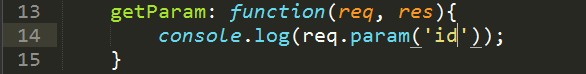 13 getParam: function(req, res){
14 console.log(req.param('id'));
15 }